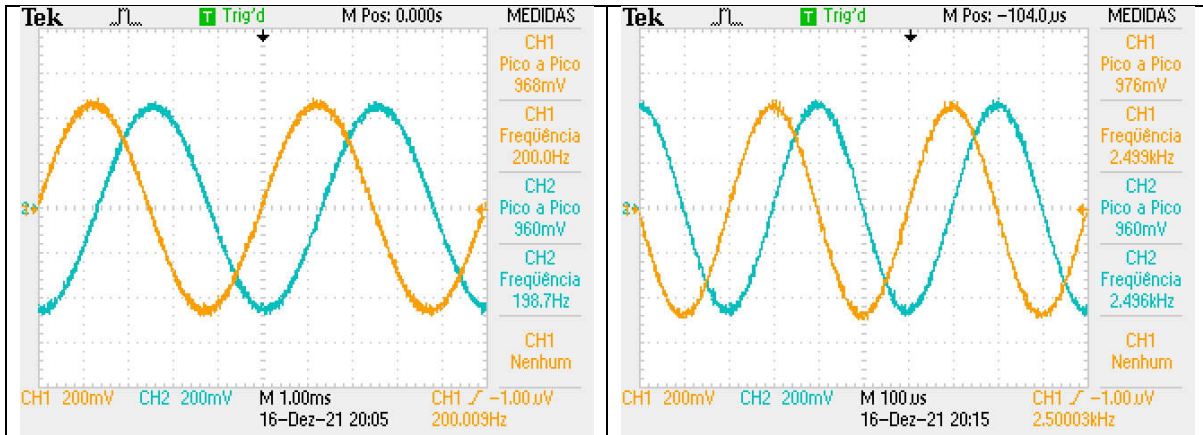 Tek T Trig'd M Pos: 0.000s MEDIDAS
CH1
Pico a Pico
968mV
CH1
Freqüência
200.0Hz
2
CH2
Pico a Pico
960mV
CH2
Freqüência
198.7Hz
CH1
Nenhum
CH1 200mV CH2 200mV M 1.00ms CH1 -1.00µV
16-Dez-21 20:05 200.009Hz
Tek T Trig'd M Pos: -104.0µs MEDIDAS
CH1
Pico a Pico
976mV
CH1
Freqüência
2.499kHz
2
CH2
Pico a Pico
960mV
CH2
Freqüência
2.496kHz
CH1
Nenhum
CH1 200mV CH2 200mV M 100µs CH1 -1.00µV
16-Dez-21 20:15 2.50003kHz